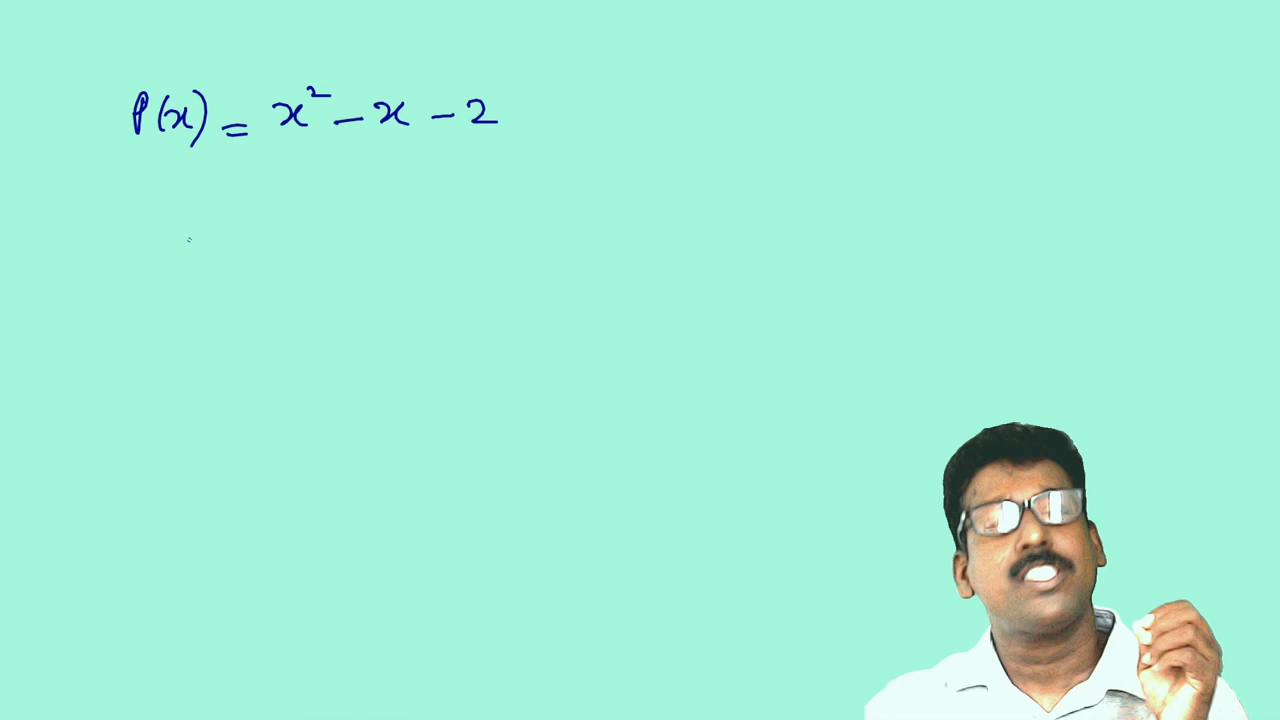 P(x) = x² - x - 2